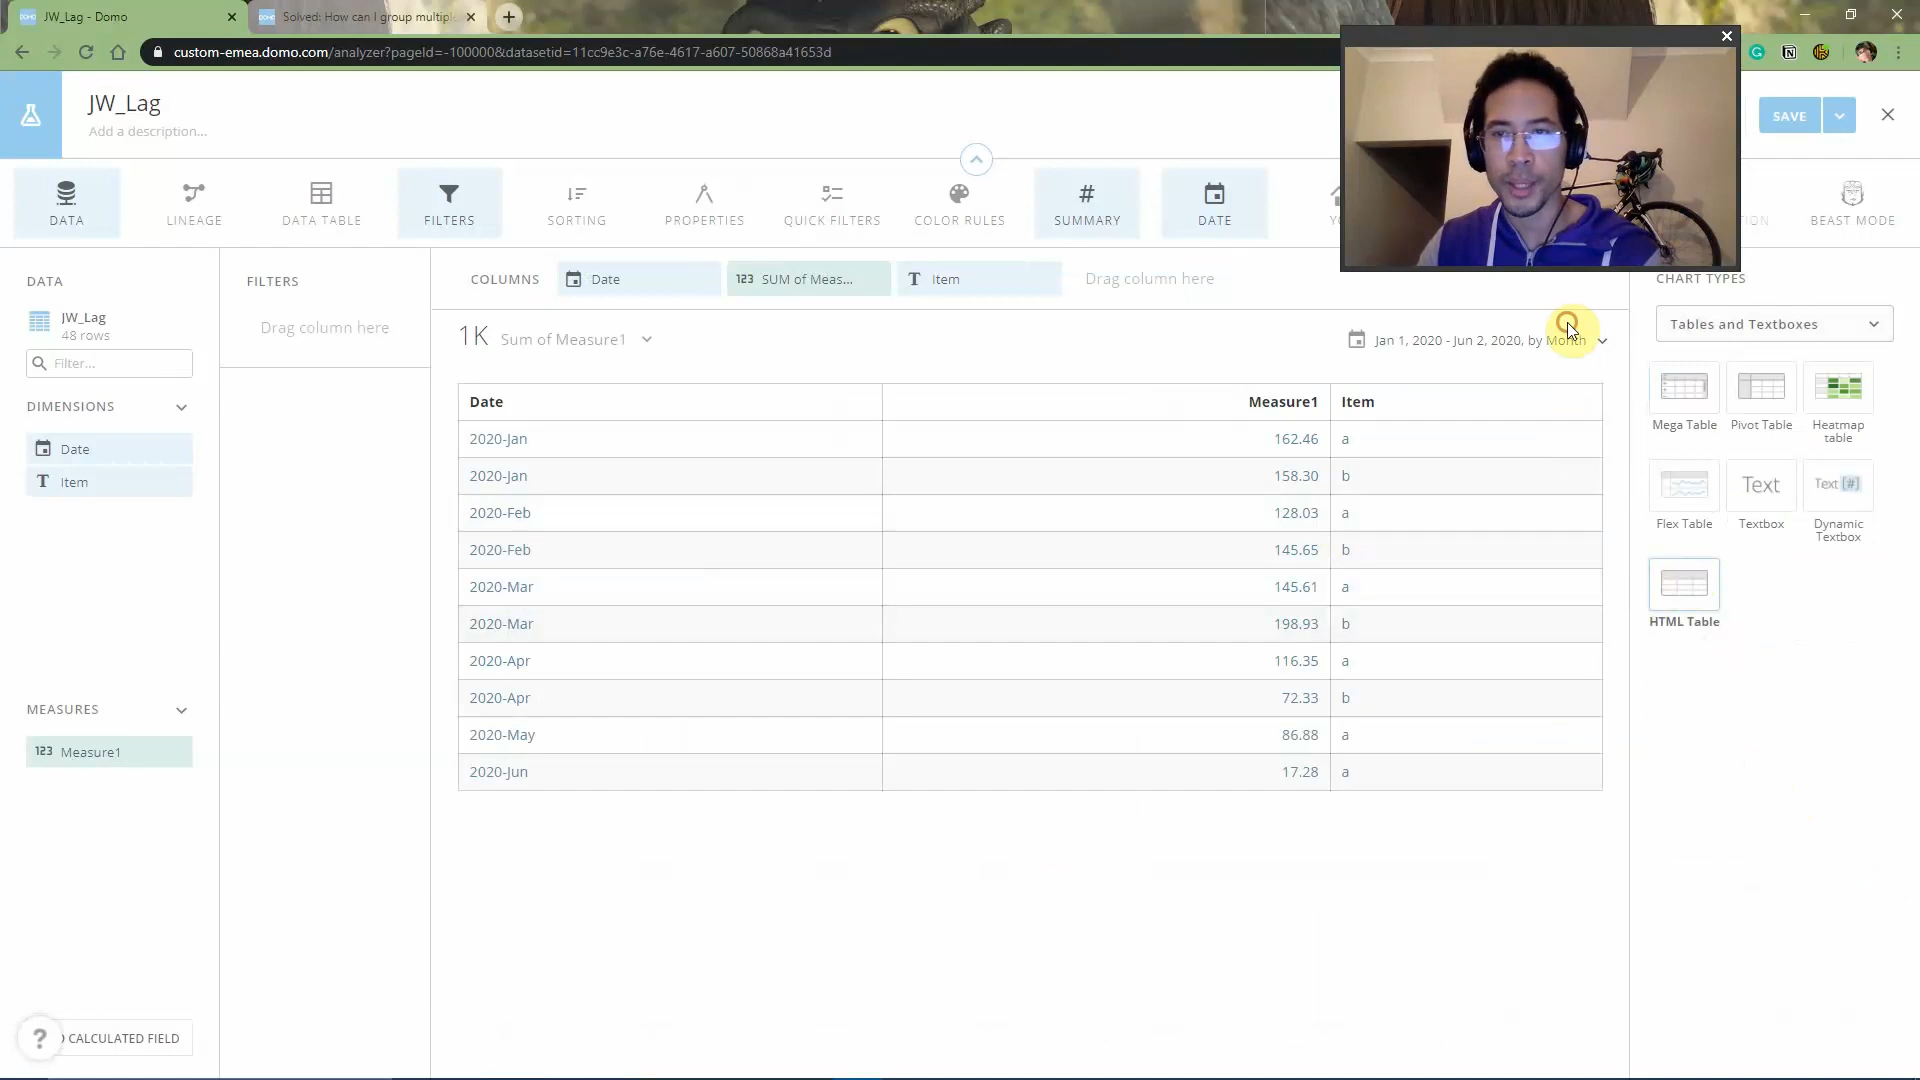 JW_Lag - Domo
Solved: How can I group multiple
custom-emea.domo.com/analyzer?pageId=-100000&datasetid=11cc9e3c-a76e-4617-a607-50868a41653d
JW_Lag
Add a description...
SAVE
DATA
LINEAGE
DATA TABLE
FILTERS
SORTING
PROPERTIES
QUICK FILTERS
COLOR RULES
SUMMARY
DATE
BEAST MODE
DATA
JW_Lag
48 rows
Filter...
DIMENSIONS
Date
Item
MEASURES
123 Measure1
CALCULATED FIELD
FILTERS
Drag column here
COLUMNS
Date
123 SUM of Meas...
T Item
Drag column here
1K Sum of Measure1
Jan 1, 2020 - Jun 2, 2020, by Month
Date Measure1 Item
2020-Jan 162.46 a
2020-Jan 158.30 b
2020-Feb 128.03 a
2020-Feb 145.65 b
2020-Mar 145.61 a
2020-Mar 198.93 b
2020-Apr 116.35 a
2020-Apr 72.33 b
2020-May 86.88 a
2020-Jun 17.28 a
CHART TYPES
Tables and Textboxes
Mega Table
Pivot Table
Heatmap
table
Text
Text [#]
Flex Table
Textbox
Dynamic
Textbox
HTML Table